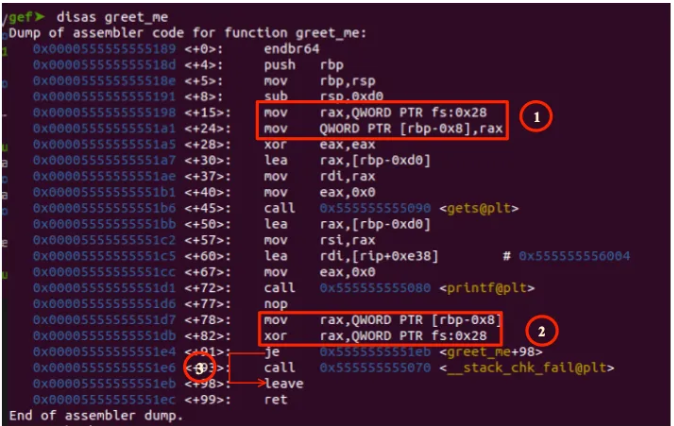 gef➤ disas greet_me
Dump of assembler code for function greet_me:
0x0000555555555189 <+0>: endbr64
0x000055555555518d <+4>: push rbp
0x000055555555518e <+5>: mov rbp,rsp
0x0000555555555191 <+8>: sub rsp,0xd0
0x0000555555555198 <+15>: mov rax,QWORD PTR fs:0x28 1
0x00005555555551a1 <+24>: mov QWORD PTR [rbp-0x8],rax
0x00005555555551a5 <+28>: xor eax,eax
0x00005555555551a7 <+30>: lea rax,[rbp-0xd0]
0x00005555555551ae <+37>: mov rdi,rax
0x00005555555551b1 <+40>: mov eax,0x0
0x00005555555551b6 <+45>: call 0x555555555090 <gets@plt>
0x00005555555551bb <+50>: lea rax,[rbp-0xd0]
0x00005555555551c2 <+57>: mov rsi,rax
0x00005555555551c5 <+60>: lea rdi,[rip+0xe38] # 0x555555556004
0x00005555555551cc <+67>: mov eax,0x0
0x00005555555551d1 <+72>: call 0x555555555080 <printf@plt>
0x00005555555551d6 <+77>: nop
0x00005555555551d7 <+78>: mov rax,QWORD PTR [rbp-0x8]
0x00005555555551db <+82>: xor rax,QWORD PTR fs:0x28 2
0x00005555555551e4 <+91>: je 0x5555555551eb <greet_me+98>
0x00005555555551e6 <+93>: call 0x555555555070 <__stack_chk_fail@plt>
3
0x00005555555551eb <+98>: leave
0x00005555555551ec <+99>: ret
End of assembler dump.